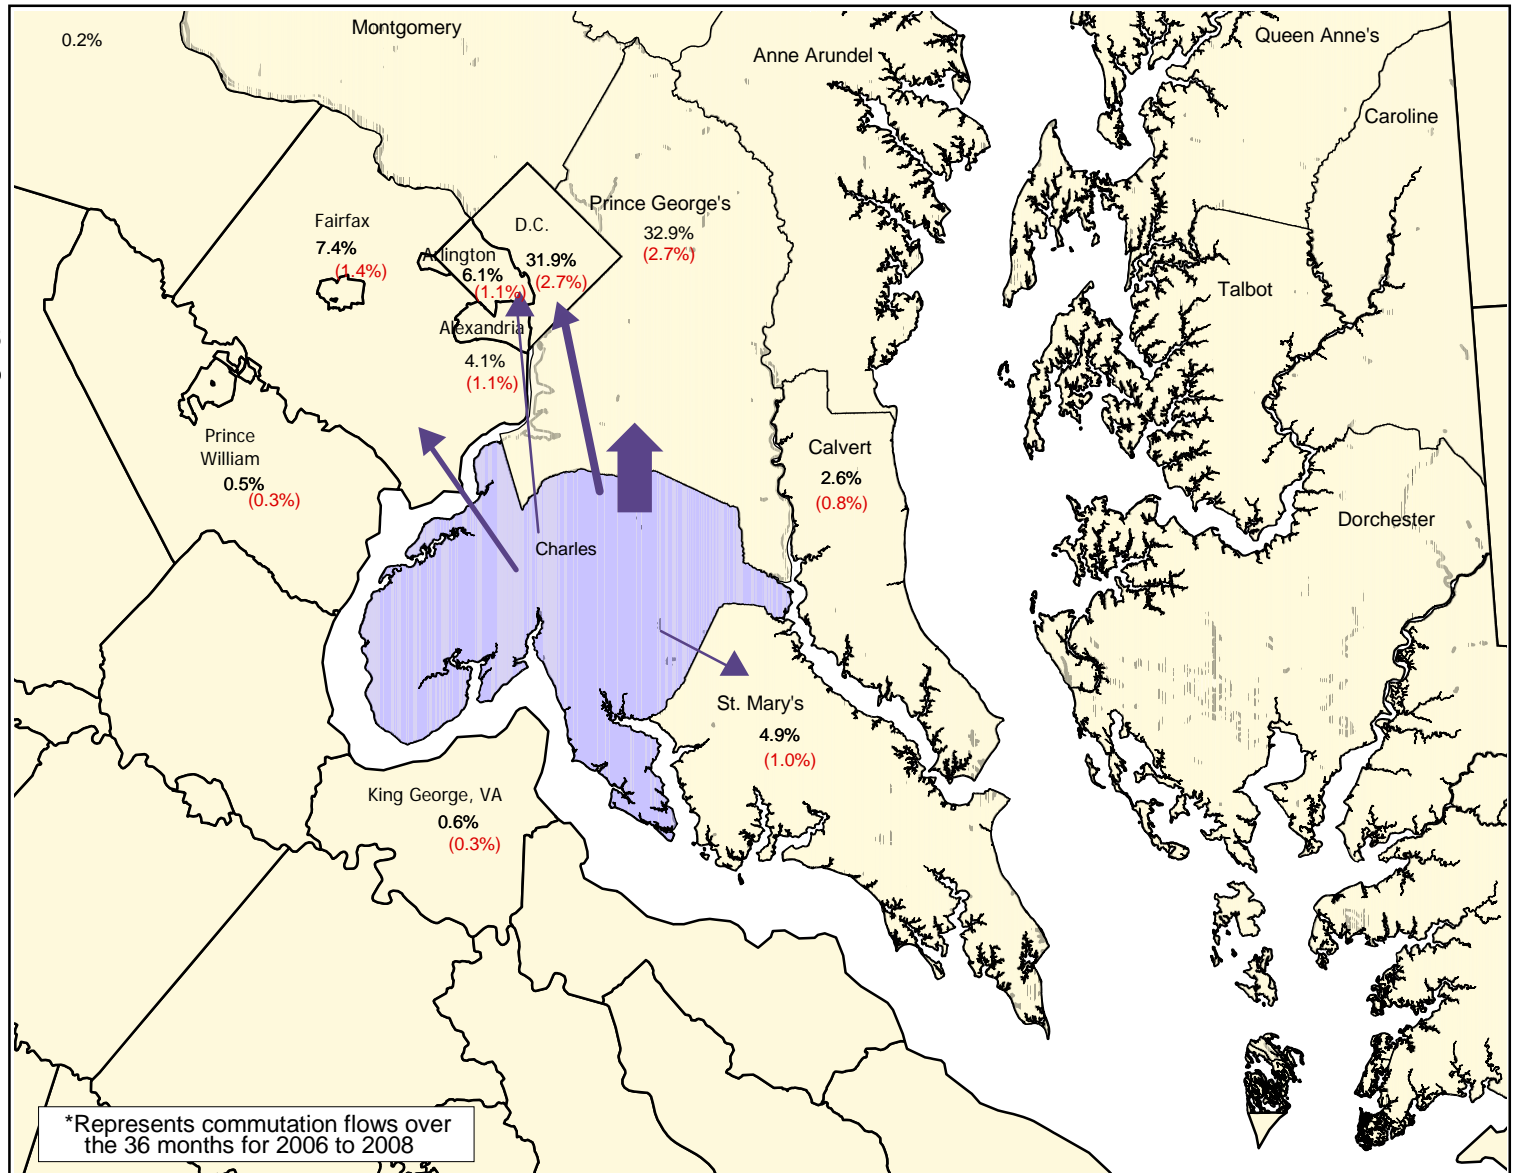 Montgomery
0.2%
Anne Arundel
Queen Anne's
Caroline
Prince George's
32.9%
(2.7%)
Fairfax
7.4%
(1.4%)
D.C.
31.9%
(2.7%)
Arlington
6.1%
(1.1%)
Talbot
Alexandria
4.1%
(1.1%)
Prince
William
0.5%
(0.3%)
Calvert
2.6%
(0.8%)
Dorchester
Charles
St. Mary's
4.9%
(1.0%)
King George, VA
0.6%
(0.3%)
*Represents commutation flows over
the 36 months for 2006 to 2008